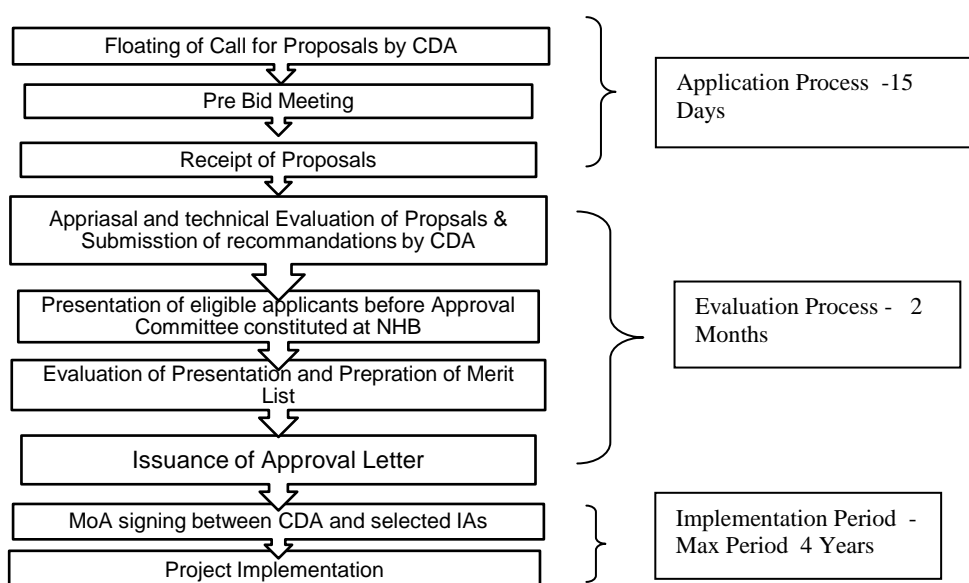 Floating of Call for Proposals by CDA
Pre Bid Meeting
Receipt of Proposals
Application Process -15
Days
Appriasal and technical Evaluation of Propsals &
Submisstion of recommandations by CDA
Presentation of eligible applicants before Approval
Committee constituted at NHB
Evaluation of Presentation and Prepration of Merit
List
Issuance of Approval Letter
Evaluation Process - 2
Months
MoA signing between CDA and selected IAs
Project Implementation
Implementation Period -
Max Period 4 Years